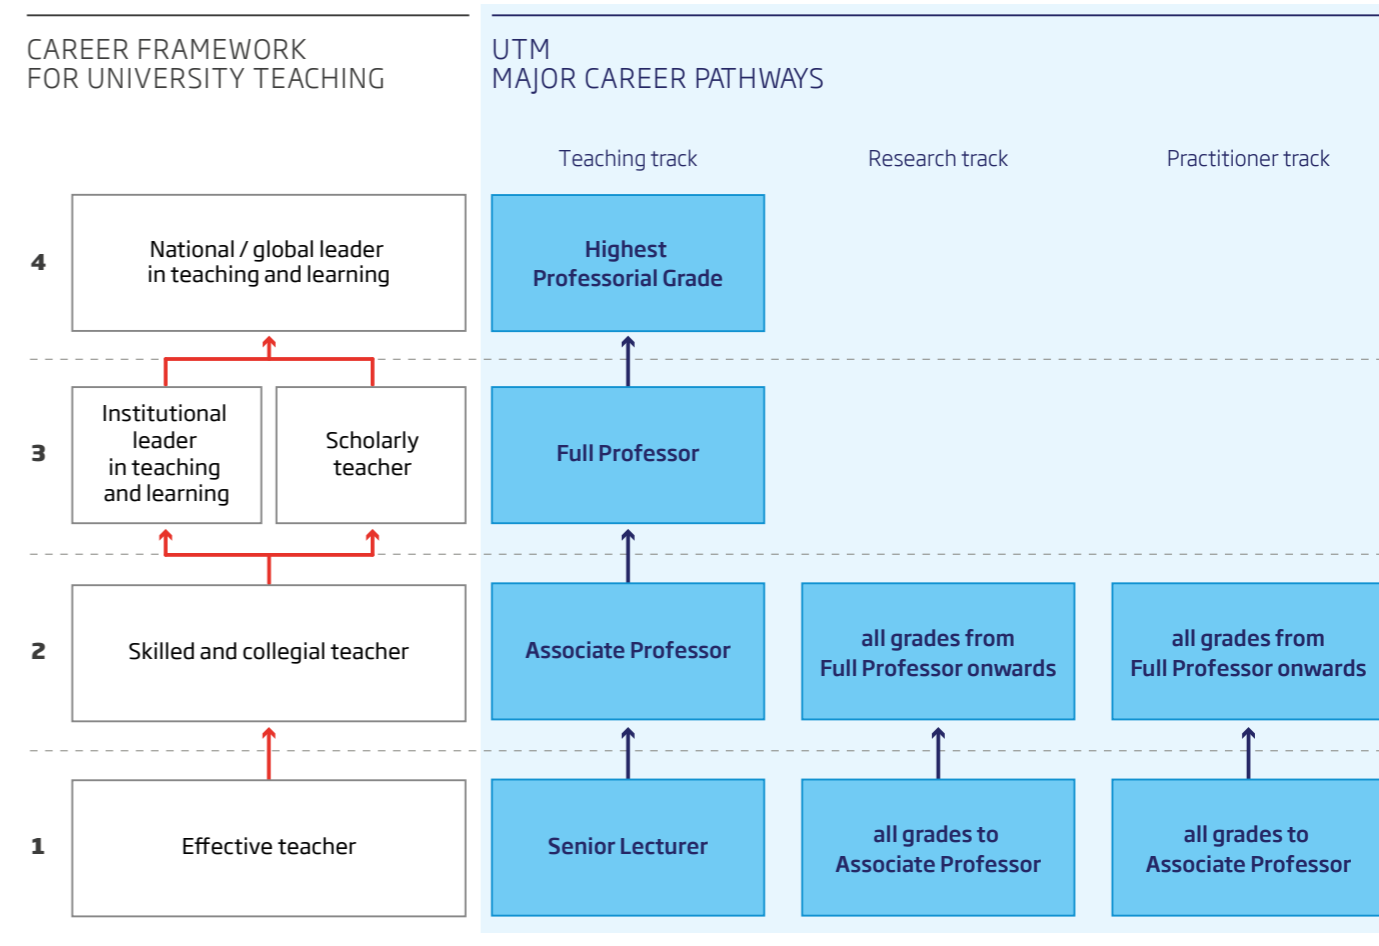 CAREER FRAMEWORK
FOR UNIVERSITY TEACHING
UTM
MAJOR CAREER PATHWAYS
Teaching track
Research track
Practitioner track
4
National / global leader
in teaching and learning
Highest
Professorial Grade
3
Institutional
leader
in teaching
and learning
Scholarly
teacher
Full Professor
2
Skilled and collegial teacher
Associate Professor
all grades from
Full Professor onwards
all grades from
Full Professor onwards
1
Effective teacher
Senior Lecturer
all grades to
Associate Professor
all grades to
Associate Professor